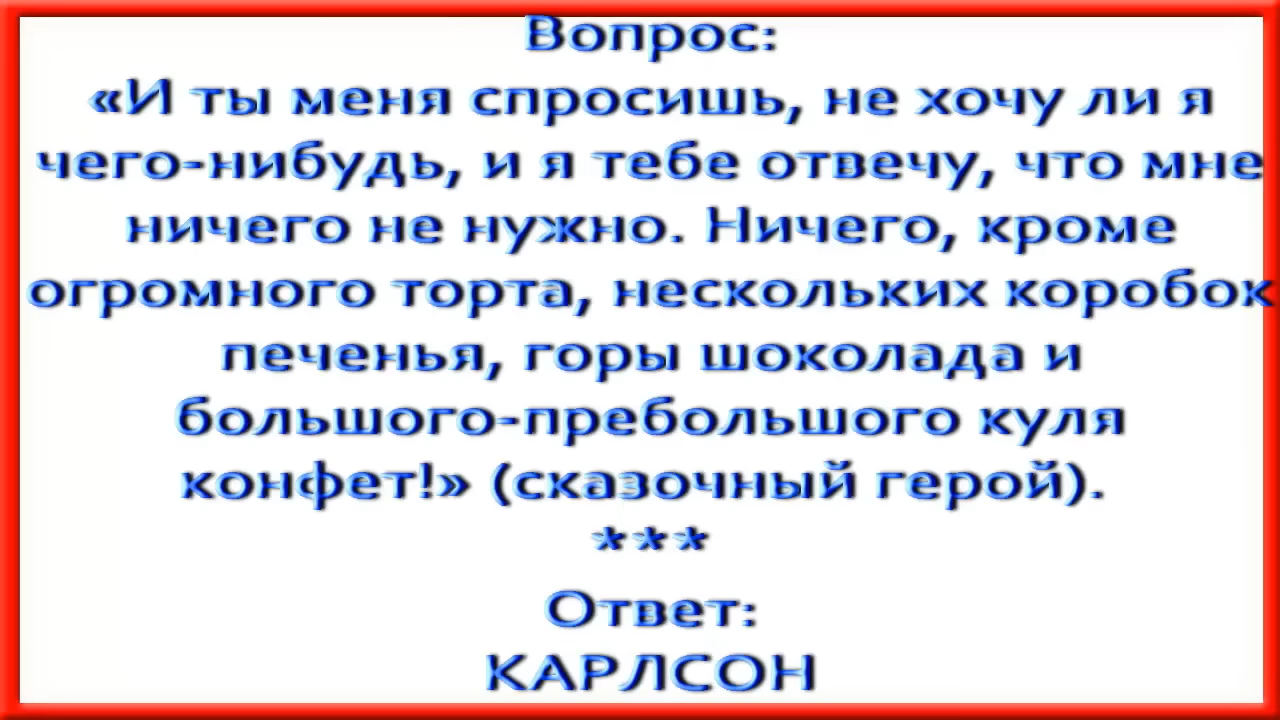 Вопрос:
«И ты меня спросишь, не хочу ли я
чего-нибудь, и я тебе отвечу, что мне
ничего не нужно. Ничего, кроме
огромного торта, нескольких коробок
печенья, горы шоколада и
большого-пребольшого куля
конфет!» (сказочный герой).
***
Ответ:
КАРЛСОН